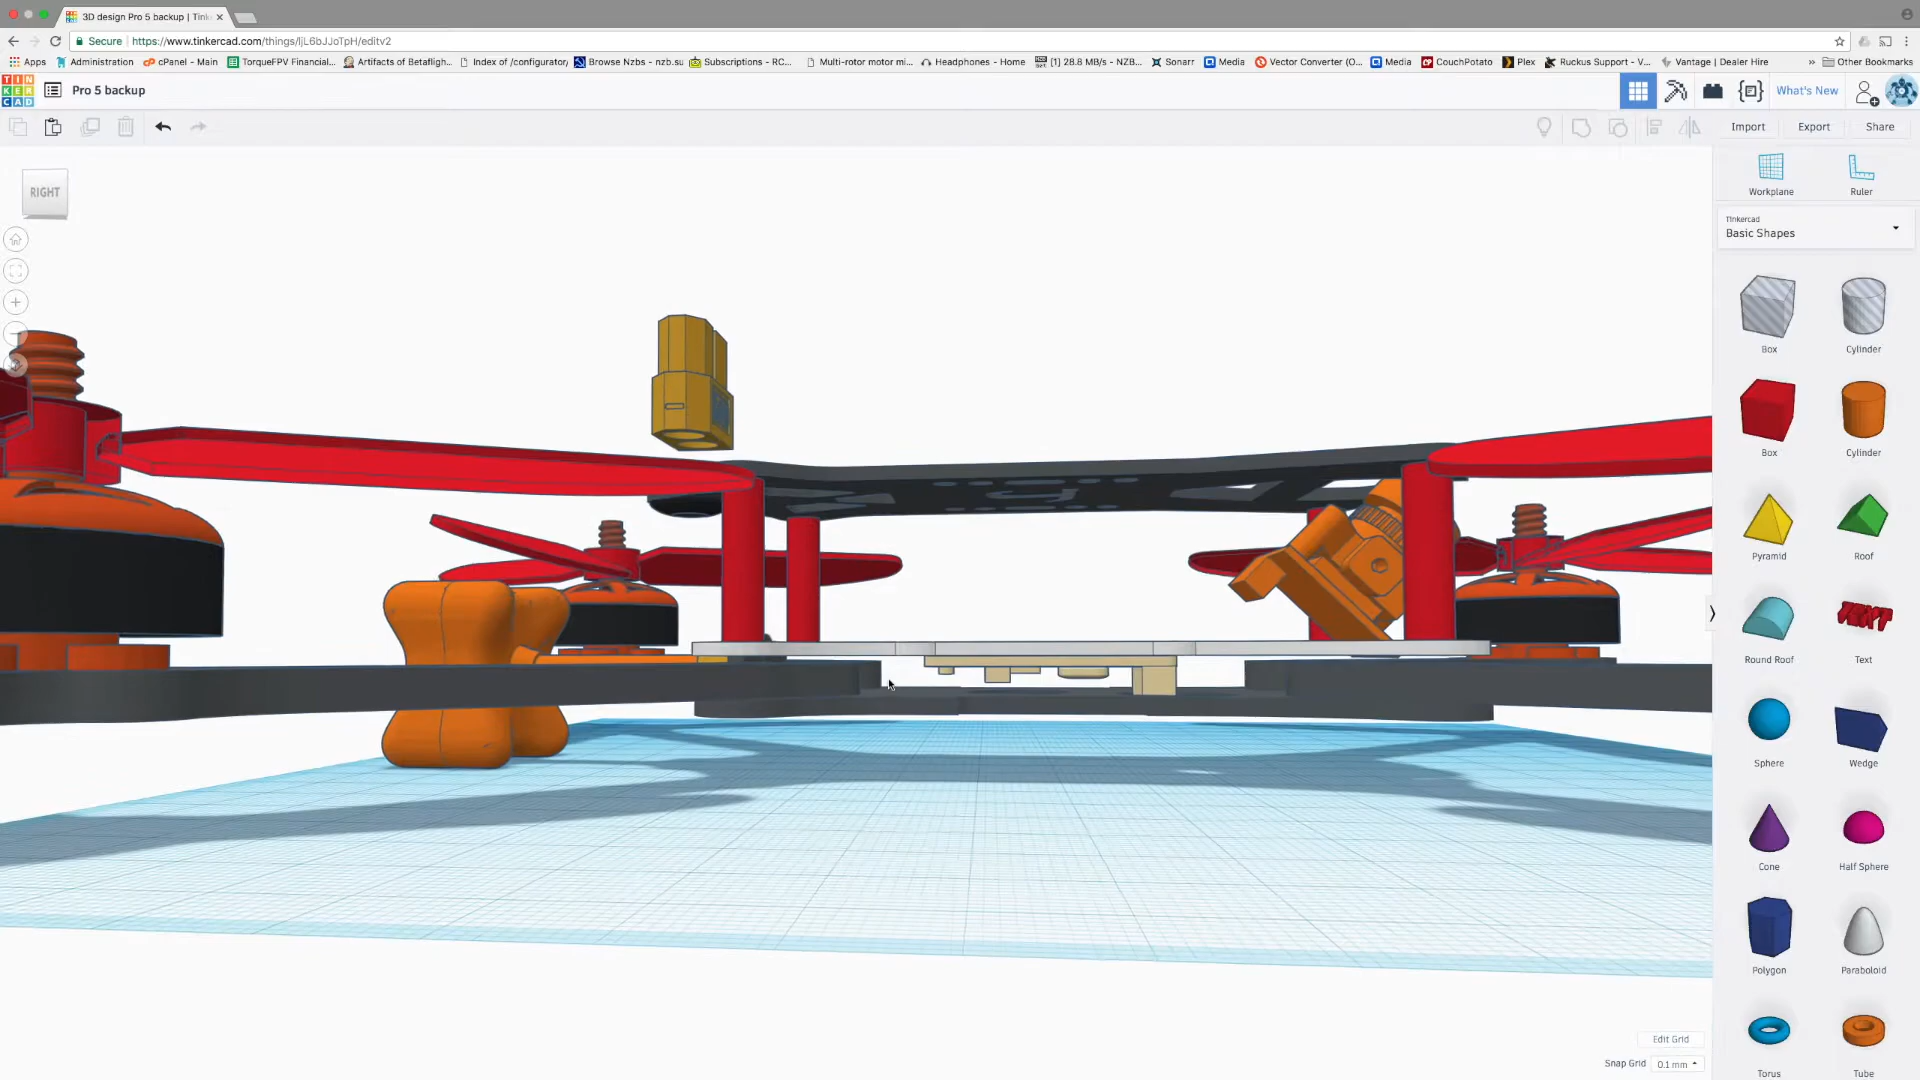 3D design Pro 5 backup | Tink
Secure https://www.tinkercad.com/things/ljL6bJJoTpH/editv2
Apps Administration cPanel - Main TorqueFPV Financial... Artifacts of Betaflig... Index of /configurator/ Browse Nzbs - nzb.su Subscriptions - RC... Multi-rotor motor mi... Headphones - Home [1] 28.8 MB/s - NZB... Sonarr Media Vector Converter (O... Media CouchPotato Plex Ruckus Support - V... Vantage | Dealer Hire » Other Bookmarks
TIN
KER
CAD
Pro 5 backup
What's New
Import Export Share
RIGHT
Workplane Ruler
Tinkercad
Basic Shapes
Box Cylinder
Box Cylinder
Pyramid Roof
TEXT
Round Roof Text
Sphere Wedge
Cone Half Sphere
Polygon Paraboloid
Edit Grid
Snap Grid 0.1 mm
Torus Tube